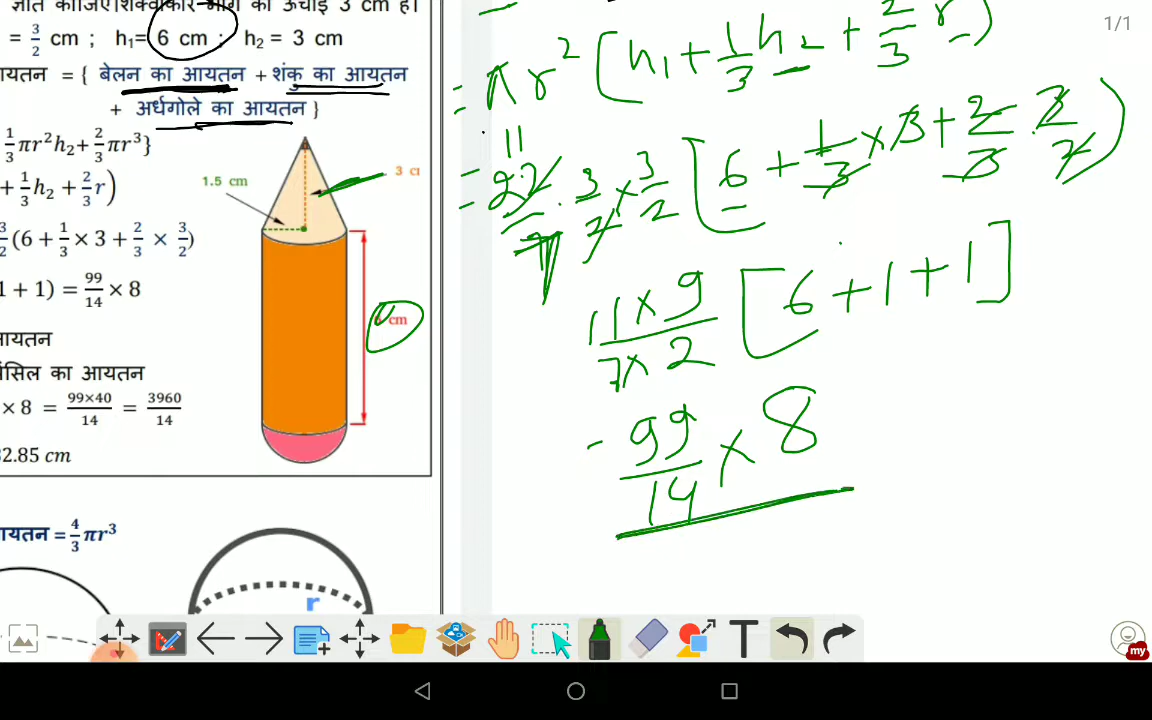 ज्ञात कीजिए। शंक्वाकार भाग की ऊंचाई 3 cm है।
= 3/2 cm ; h₁= 6 cm ; h₂ = 3 cm
आयतन = { बेलन का आयतन + शंकु का आयतन
+ अर्धगोले का आयतन }
1/3 πr²h₂+ 2/3 πr³}
+ 1/3 h₂ + 2/3 r)
3/2 (6 + 1/3 × 3 + 2/3 × 3/2)
1 + 1) = 99/14 × 8
आयतन
पेंसिल का आयतन
× 8 = 99×40/14 = 3960/14
32.85 cm
1.5 cm
3 cm
cm
आयतन = 4/3 πr³
r
= πr² (h₁ + 1/3 h₂ + 2/3 r)
11
= 22/7 · 3/2 × 3/2 [6 + 1/3 × 3 + 2/3 · 3/2)
11 × 9/7 × 2 [6 + 1 + 1]
- 99/14 × 8
1/1
T
my